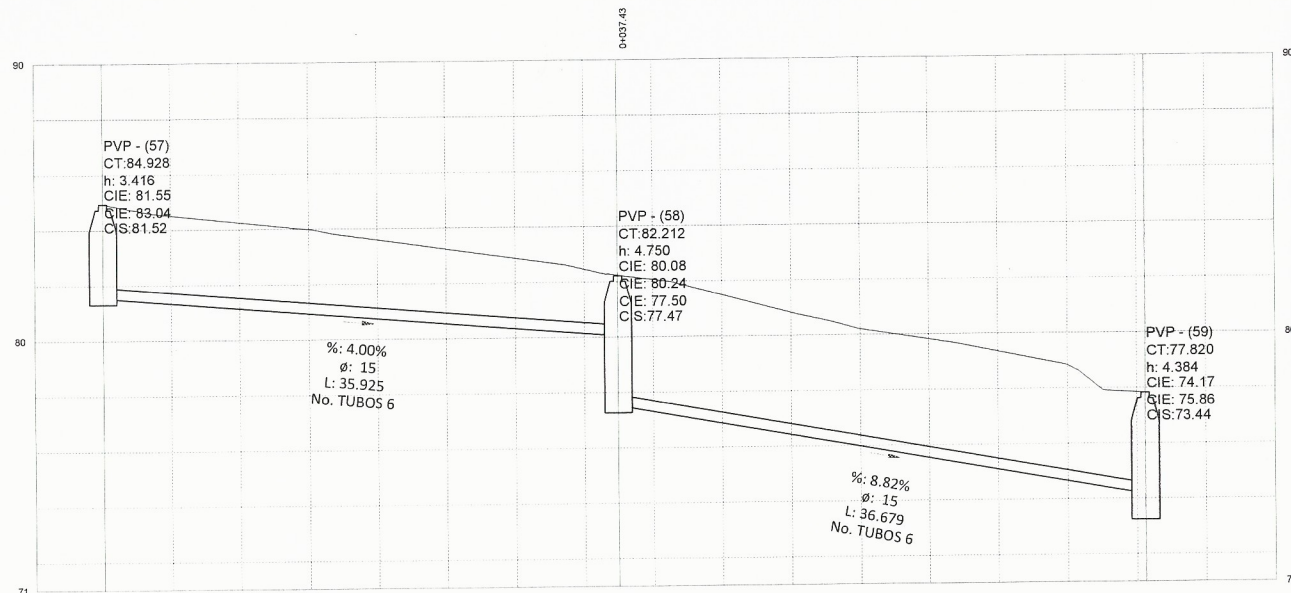 0+037.43
90
90
PVP - (57)
CT:84.928
h: 3.416
CIE: 81.55
CIE: 83.04
CIS:81.52
PVP - (58)
CT:82.212
h: 4.750
CIE: 80.08
CIE: 80.24
CIE: 77.50
CIS:77.47
PVP - (59)
CT:77.820
h: 4.384
CIE: 74.17
CIE: 75.86
CIS:73.44
80
%: 4.00%
ø: 15
L: 35.925
No. TUBOS 6
%: 8.82%
ø: 15
L: 36.679
No. TUBOS 6
71